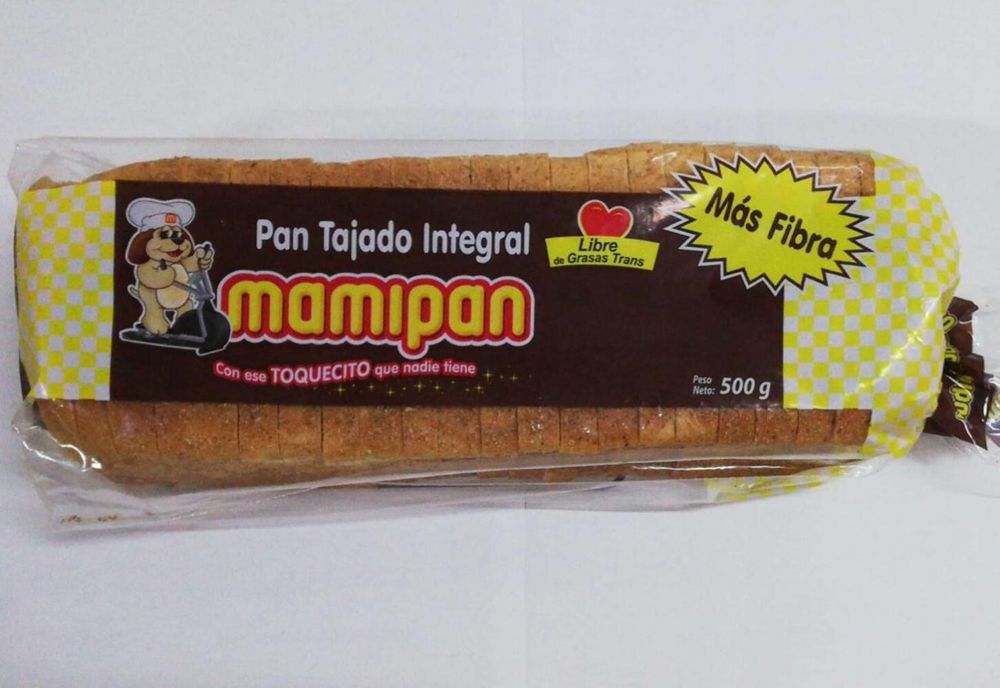 Pan Tajado Integral
mamipan
Con ese TOQUECITO que nadie tiene
Libre
de Grasas Trans
Más Fibra
Peso
Neto: 500 g
m